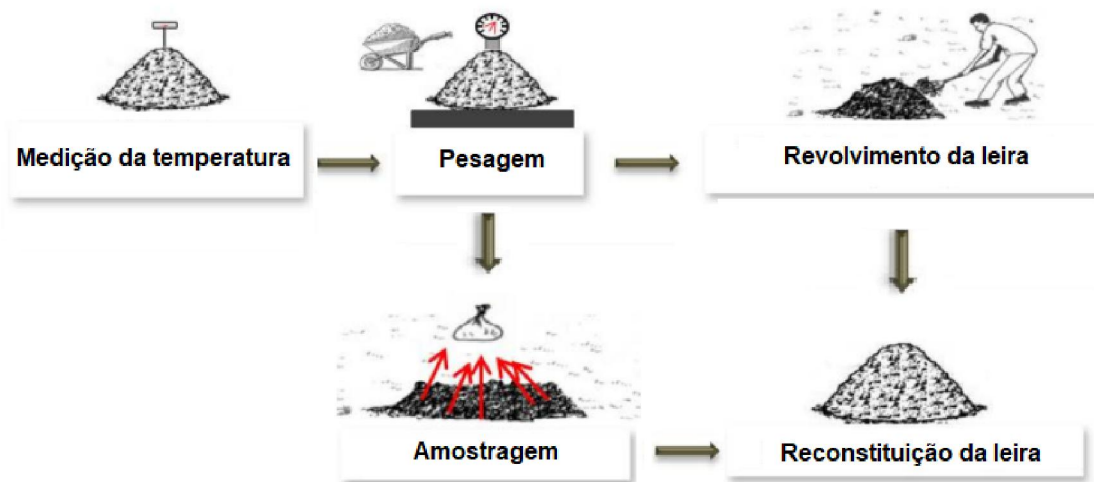 Medição da temperatura
Pesagem
Revolvimento da leira
Amostragem
Reconstituição da leira